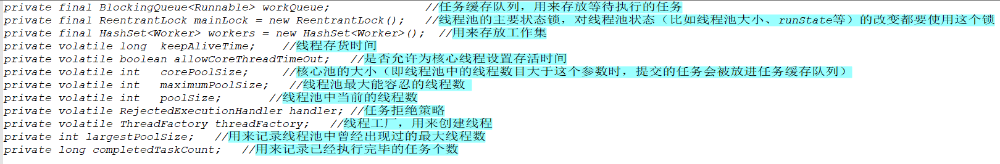 private final BlockingQueue<Runnable> workQueue;              //任务缓存队列，用来存放等待执行的任务
private final ReentrantLock mainLock = new ReentrantLock();   //线程池的主要状态锁，对线程池状态（比如线程池大小、runState等）的改变都要使用这个锁
private final HashSet<Worker> workers = new HashSet<Worker>();  //用来存放工作集
private volatile long  keepAliveTime;    //线程存货时间
private volatile boolean allowCoreThreadTimeOut;   //是否允许为核心线程设置存活时间
private volatile int   corePoolSize;     //核心池的大小（即线程池中的线程数目大于这个参数时，提交的任务会被放进任务缓存队列）
private volatile int   maximumPoolSize;   //线程池最大能容忍的线程数
private volatile int   poolSize;       //线程池中当前的线程数
private volatile RejectedExecutionHandler handler; //任务拒绝策略
private volatile ThreadFactory threadFactory;   //线程工厂，用来创建线程
private int largestPoolSize;   //用来记录线程池中曾经出现过的最大线程数
private long completedTaskCount;   //用来记录已经执行完毕的任务个数